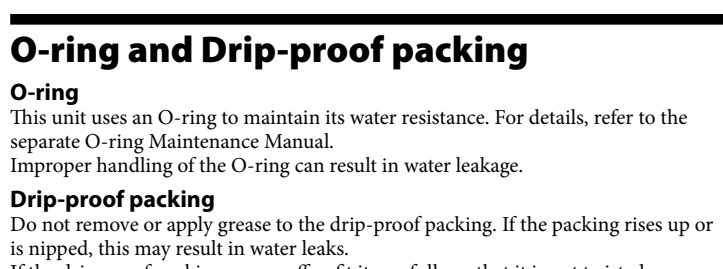 O-ring and Drip-proof packing
O-ring
This unit uses an O-ring to maintain its water resistance. For details, refer to the
separate O-ring Maintenance Manual.
Improper handling of the O-ring can result in water leakage.
Drip-proof packing
Do not remove or apply grease to the drip-proof packing. If the packing rises up or
is nipped, this may result in water leaks.